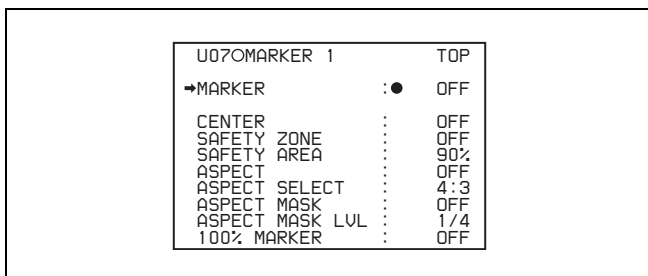 U07○MARKER 1 TOP
➡MARKER :● OFF
CENTER : OFF
SAFETY ZONE : OFF
SAFETY AREA : 90%
ASPECT : OFF
ASPECT SELECT : 4:3
ASPECT MASK : OFF
ASPECT MASK LVL : 1/4
100% MARKER : OFF